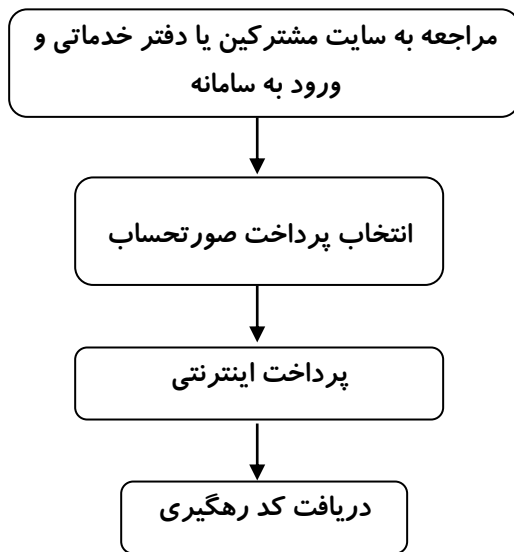 مراجعه به سایت مشترکین یا دفتر خدماتی و
ورود به سامانه
انتخاب پرداخت صورتحساب
پرداخت اینترنتی
دریافت کد رهگیری